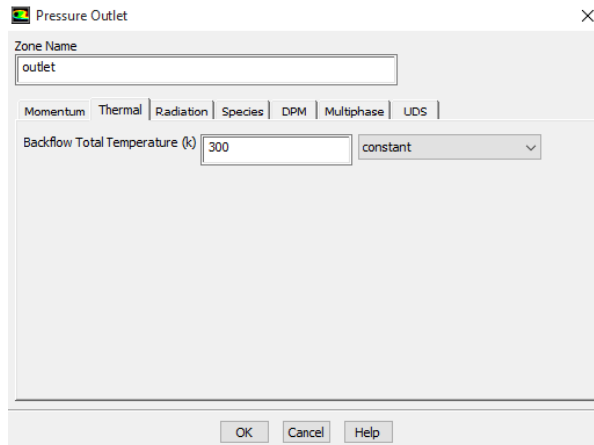 Pressure Outlet
Zone Name
outlet
Momentum Thermal Radiation Species DPM Multiphase UDS
Backflow Total Temperature (k) 300 constant
OK Cancel Help